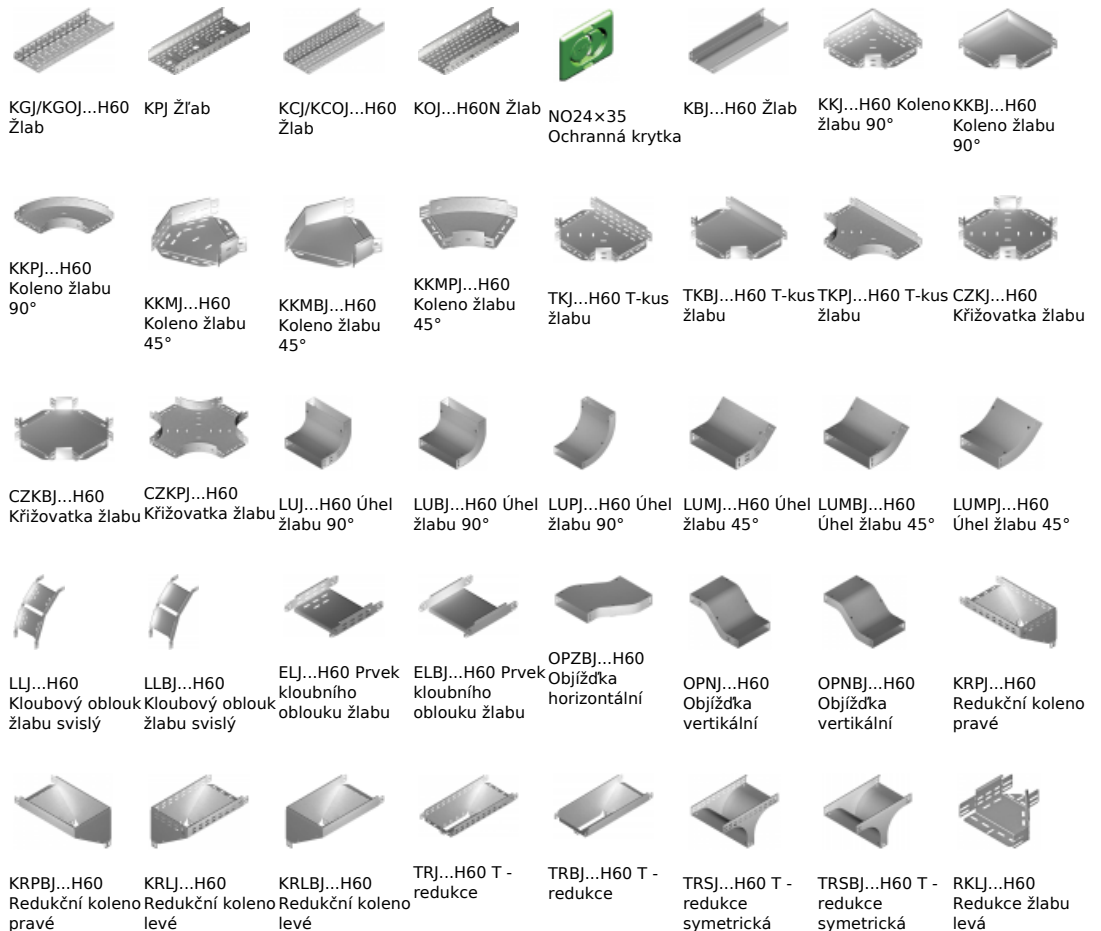 KGJ/KGOJ...H60
Žlab
KPJ Žľab
KCJ/KCOJ...H60
Žlab
KOJ...H60N Žlab
NO24×35
Ochranná krytka
KBJ...H60 Žlab
KKJ...H60 Koleno
žlabu 90°
KKBJ...H60
Koleno žlabu
90°
KKPJ...H60
Koleno žlabu
90°
KKMJ...H60
Koleno žlabu
45°
KKMBJ...H60
Koleno žlabu
45°
KKMPJ...H60
Koleno žlabu
45°
TKJ...H60 T-kus
žlabu
TKBJ...H60 T-kus
žlabu
TKPJ...H60 T-kus
žlabu
CZKJ...H60
Křižovatka žlabu
CZKBJ...H60
Křižovatka žlabu
CZKPJ...H60
Křižovatka žlabu
LUJ...H60 Úhel
žlabu 90°
LUBJ...H60 Úhel
žlabu 90°
LUPJ...H60 Úhel
žlabu 90°
LUMJ...H60 Úhel
žlabu 45°
LUMBJ...H60
Úhel žlabu 45°
LUMPJ...H60
Úhel žlabu 45°
LLJ...H60
Kloubový oblouk
žlabu svislý
LLBJ...H60
Kloubový oblouk
žlabu svislý
ELJ...H60 Prvek
kloubního
oblouku žlabu
ELBJ...H60 Prvek
kloubního
oblouku žlabu
OPZBJ...H60
Objížďka
horizontální
OPNJ...H60
Objížďka
vertikální
OPNBJ...H60
Objížďka
vertikální
KRPJ...H60
Redukční koleno
pravé
KRPBJ...H60
Redukční koleno
pravé
KRLJ...H60
Redukční koleno
levé
KRLBJ...H60
Redukční koleno
levé
TRJ...H60 T -
redukce
TRBJ...H60 T -
redukce
TRSJ...H60 T -
redukce
symetrická
TRSBJ...H60 T -
redukce
symetrická
RKLJ...H60
Redukce žlabu
levá